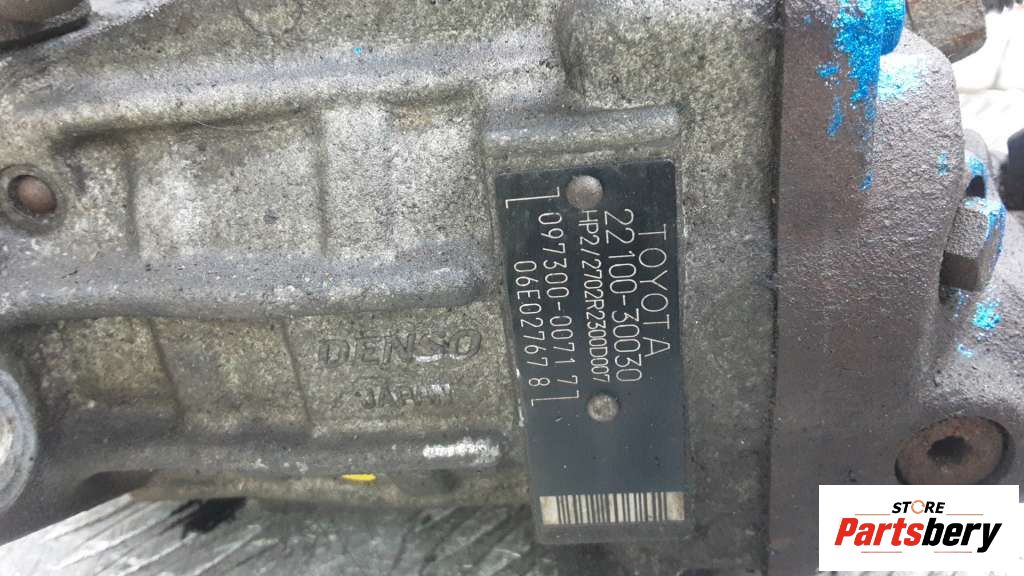 TOYOTA
22100-30030
HP2/2702R2300D007
097300-0071 7
06E02767 8
DENSO
JAPAN
STORE
Partsbery